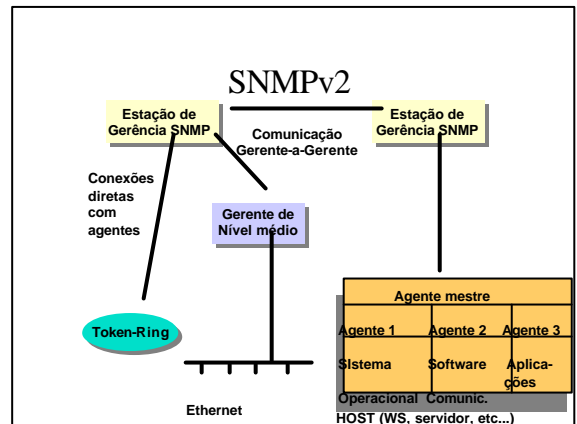 SNMPv2
Estação de
Gerência SNMP
Estação de
Gerência SNMP
Comunicação
Gerente-a-Gerente
Conexões
diretas
com
agentes
Gerente de
Nível médio
Token-Ring
Ethernet
Agente mestre
Agente 1 Agente 2 Agente 3
SIstema Software Aplica-
ções
Operacional Comunic.
HOST (WS, servidor, etc...)